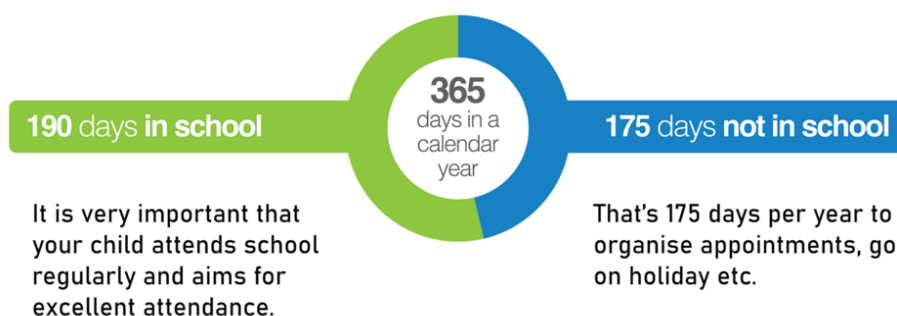 190 days in school
365
days in a
calendar
year
175 days not in school
It is very important that
your child attends school
regularly and aims for
excellent attendance.
That's 175 days per year to
organise appointments, go
on holiday etc.